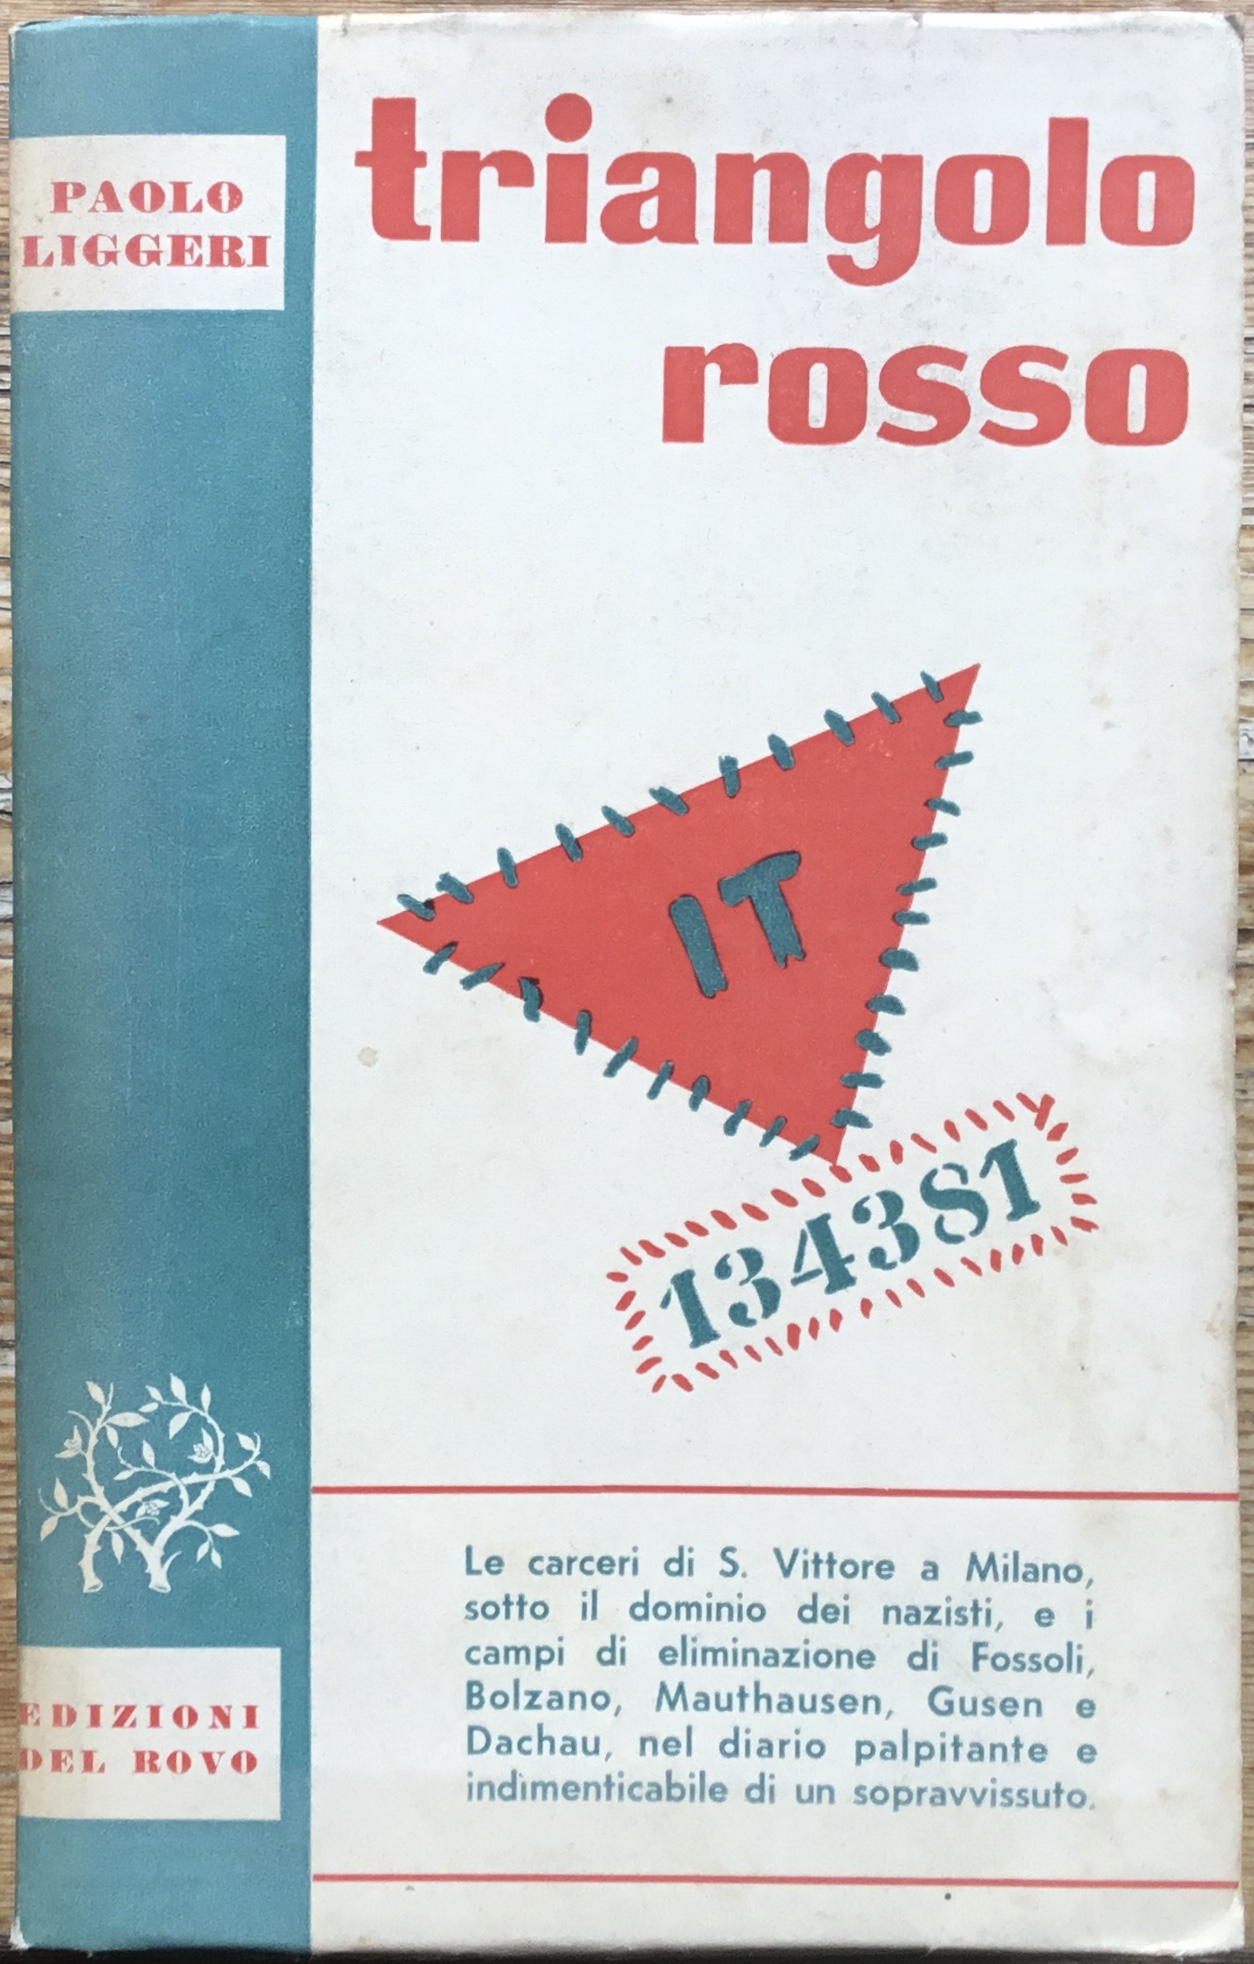 PAOLO
LIGGERI
triangolo
rosso
IT
134381
Le carceri di S. Vittore a Milano,
sotto il dominio dei nazisti, e i
campi di eliminazione di Fossoli,
Bolzano, Mauthausen, Gusen e
Dachau, nel diario palpitante e
indimenticabile di un sopravvissuto.
EDIZIONI
DEL ROVO